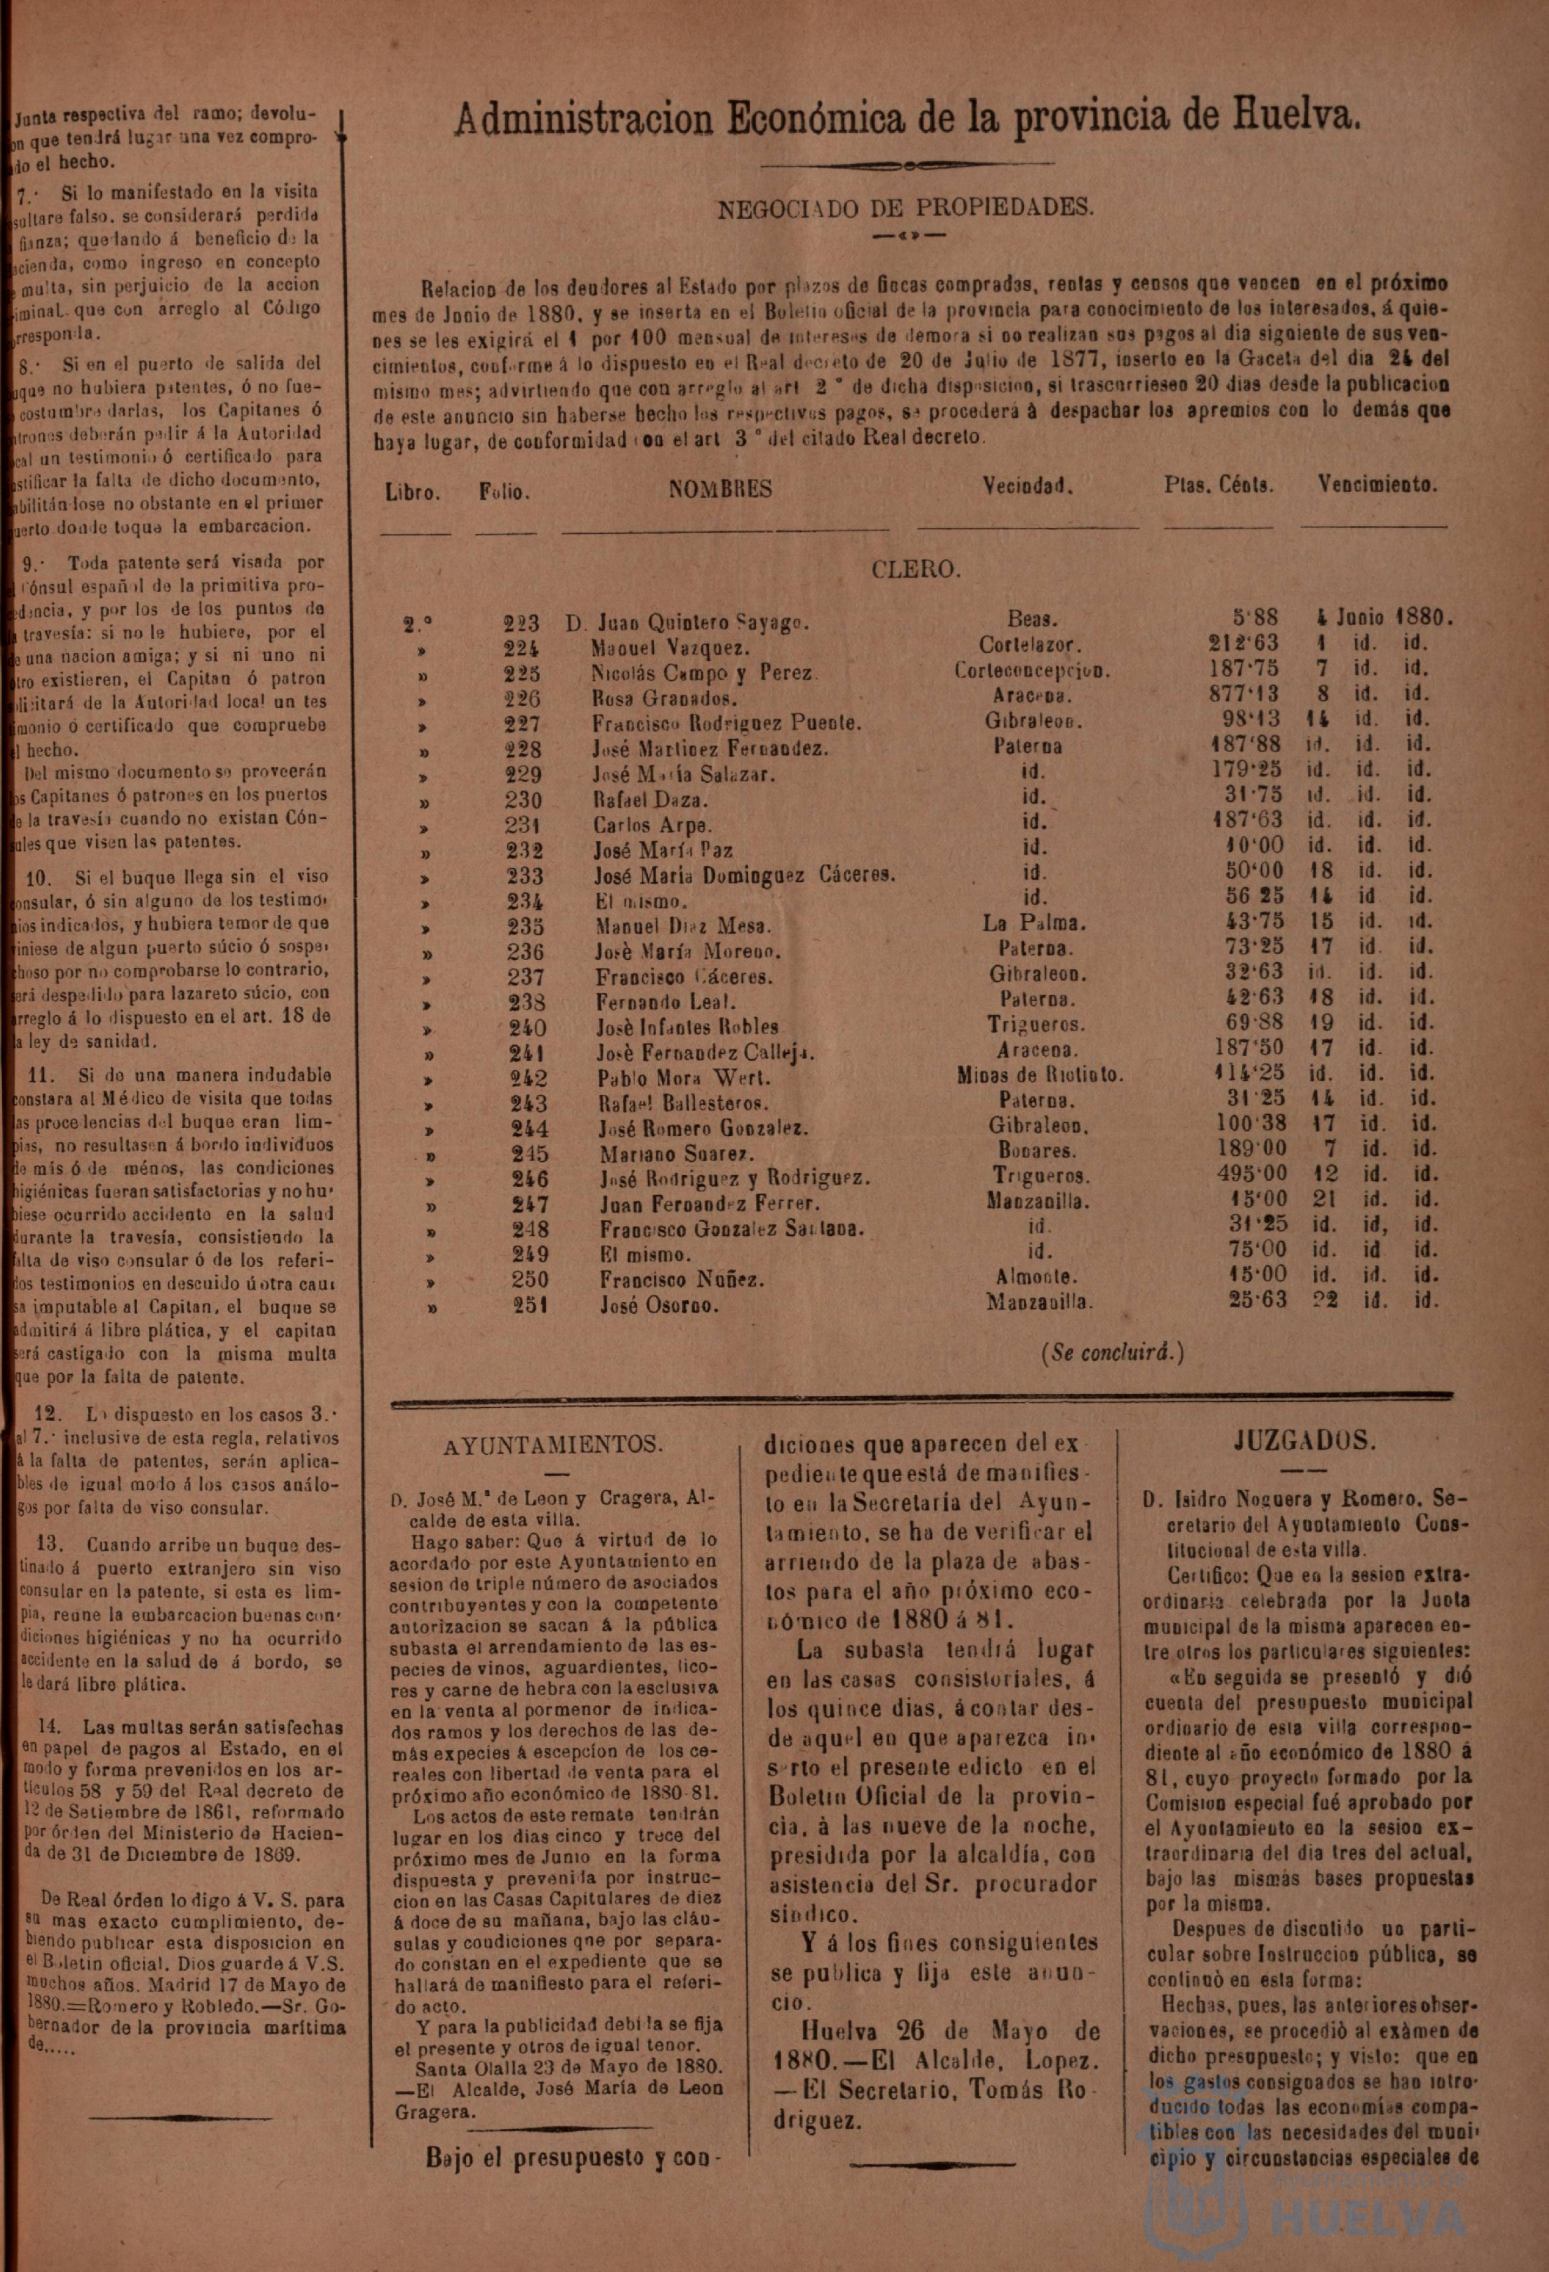 Junta respectiva del ramo; devolu-
que tendrá lugar una vez compro-
el hecho.
7.· Si lo manifestado en la visita
falso, se considerará perdida
fianza; quedando á beneficio de la
como ingreso en concepto
multa, sin perjuicio de la accion
que con arreglo al Código
8.· Si en el puerto de salida del
no hubiera patentes, ó no fue-
costumbre darlas, los Capitanes ó
deberán pedir á la Autoridad
un testimonio ó certificado para
la falta de dicho documento,
no obstante en el primer
donde toque la embarcacion.
9.· Toda patente será visada por
Cónsul español de la primitiva pro-
y por los de los puntos de
travesía: si no le hubiere, por el
de una nacion amiga; y si ni uno ni
otro existieren, el Capitan ó patron
de la Autoridad local un tes
ó certificado que compruebe
el hecho.
Del mismo documento se proveerán
los Capitanes ó patrones en los puertos
de la travesía cuando no existan Cón-
sules que visen las patentes.
10. Si el buque llega sin el viso
consular, ó sin alguno de los testimo-
nios indicados, y hubiera temor de que
viniese de algun puerto súcio ó sospe-
choso por no comprobarse lo contrario,
será despedido para lazareto súcio, con
arreglo á lo dispuesto en el art. 18 de
la ley de sanidad.
11. Si de una manera indudable
constara al Médico de visita que todas
las procedencias del buque eran lim-
pias, no resultasen á bordo individuos
de mis ó de ménos, las condiciones
higiénicas fueran satisfactorias y no hu-
biese ocurrido accidente en la salud
durante la travesía, consistiendo la
falta de viso consular ó de los referi-
dos testimonios en descuido ú otra cau-
sa imputable al Capitan, el buque se
admitirá á libre plática, y el capitan
será castigado con la misma multa
que por la falta de patente.
12. Lo dispuesto en los casos 3.·
al 7.· inclusive de esta regla, relativos
á la falta de patentes, serán aplica-
bles de igual modo á los casos análo-
gos por falta de viso consular.
13. Cuando arribe un buque des-
tinado á puerto extranjero sin viso
consular en la patente, si esta es lim-
pia, reune la embarcacion buenas con-
diciones higiénicas y no ha ocurrido
accidente en la salud de á bordo, se
le dará libre plática.
14. Las multas serán satisfechas
en papel de pagos al Estado, en el
modo y forma prevenidos en los ar-
tículos 58 y 59 del Real decreto de
12 de Setiembre de 1861, reformado
por órden del Ministerio de Hacien-
da de 31 de Diciembre de 1869.
De Real órden lo digo á V. S. para
su mas exacto cumplimiento, de-
biendo publicar esta disposicion en
el Boletin oficial. Dios guarde á V.S.
muchos años. Madrid 17 de Mayo de
1880.=Romero y Robledo.—Sr. Go-
bernador de la provincia marítima
de.....
Administracion Económica de la provincia de Huelva.
NEGOCIADO DE PROPIEDADES.
Relacion de los deudores al Estado por plazos de fincas compradas, rentas y censos que vencen en el próximo
mes de Junio de 1880, y se inserta en el Boletin oficial de la provincia para conocimiento de los interesados, á quie-
nes se les exigirá el 1 por 100 mensual de intereses de demora si no realizan sus pagos al dia siguiente de sus ven-
cimientos, conforme á lo dispuesto en el Real decreto de 20 de Julio de 1877, inserto en la Gaceta del dia 24 del
mismo mes; advirtiendo que con arreglo al art 2 ° de dicha disposicion, si trascurriesen 20 dias desde la publicacion
de este anuncio sin haberse hecho los respectivos pagos, se procederá à despachar los apremios con lo demás que
haya lugar, de conformidad con el art 3 ° del citado Real decreto.
Libro. Folio. NOMBRES Vecindad. Ptas. Cénts. Vencimiento.
CLERO.
2.° 223 D. Juan Quintero Sayago. Beas. 5'88 4 Junio 1880.
» 224 Manuel Vazquez. Cortelazor. 212'63 1 id. id.
» 225 Nicolás Campo y Perez. Corteconcepcion. 187'75 7 id. id.
» 226 Rosa Granados. Aracena. 877'13 8 id. id.
» 227 Francisco Rodriguez Puente. Gibraleon. 98'13 14 id. id.
» 228 José Martinez Fernandez. Paterna 187'88 id. id. id.
» 229 José María Salazar. id. 179'25 id. id. id.
» 230 Rafael Daza. id. 31'75 id. id. id.
» 231 Carlos Arpe. id. 187'63 id. id. id.
» 232 José María Paz id. 10'00 id. id. id.
» 233 José Maria Dominguez Cáceres. id. 50'00 18 id. id.
» 234 El mismo. id. 56 25 14 id id.
» 235 Manuel Diaz Mesa. La Palma. 43'75 15 id. id.
» 236 Josè María Moreno. Paterna. 73'25 17 id. id.
» 237 Francisco Cáceres. Gibraleon. 32'63 id. id. id.
» 238 Fernando Leal. Paterna. 42'63 18 id. id.
» 240 Josè Infantes Robles Trigueros. 69'88 19 id. id.
» 241 Josè Fernandez Calleja. Aracena. 187'50 17 id. id.
» 242 Pablo Mora Wert. Minas de Riotinto. 114'25 id. id. id.
» 243 Rafael Ballesteros. Paterna. 31'25 14 id. id.
» 244 José Romero Gonzalez. Gibraleon. 100'38 17 id. id.
» 245 Mariano Suarez. Bonares. 189'00 7 id. id.
» 246 José Rodriguez y Rodriguez. Trigueros. 495'00 12 id. id.
» 247 Juan Fernandez Ferrer. Manzanilla. 15'00 21 id. id.
» 248 Francisco Gonzalez Santana. id. 31'25 id. id, id.
» 249 El mismo. id. 75'00 id. id id.
» 250 Francisco Nuñez. Almonte. 15'00 id. id. id.
» 251 José Osorno. Manzanilla. 25'63 22 id. id.
(Se concluirá.)
AYUNTAMIENTOS.
D. José M.ª de Leon y Cragera, Al-
calde de esta villa.
Hago saber: Que á virtud de lo
acordado por este Ayuntamiento en
sesion de triple número de asociados
contribuyentes y con la competente
autorizacion se sacan á la pública
subasta el arrendamiento de las es-
pecies de vinos, aguardientes, lico-
res y carne de hebra con la esclusiva
en la venta al pormenor de indica-
dos ramos y los derechos de las de-
más expecies á escepcion de los ce-
reales con libertad de venta para el
próximo año económico de 1880-81.
Los actos de este remate tendrán
lugar en los dias cinco y trece del
próximo mes de Junio en la forma
dispuesta y prevenida por instruc-
cion en las Casas Capitulares de diez
á doce de su mañana, bajo las cláu-
sulas y condiciones qne por separa-
do constan en el expediente que se
hallará de manifiesto para el referi-
do acto.
Y para la publicidad debida se fija
el presente y otros de igual tenor.
Santa Olalla 23 de Mayo de 1880.
—El Alcalde, José María de Leon
Gragera.
Bajo el presupuesto y con-
diciones que aparecen del ex-
pediente que está de manifies-
to en la Secretaría del Ayun-
tamiento, se ha de verificar el
arriendo de la plaza de abas-
tos para el año próximo eco-
nómico de 1880 á 81.
La subasta tendrá lugar
en las casas consistoriales, á
los quince dias, á contar des-
de aquel en que aparezca in-
serto el presente edicto en el
Boletin Oficial de la provin-
cia, à las nueve de la noche,
presidida por la alcaldía, con
asistencia del Sr. procurador
síndico.
Y á los fines consiguientes
se publica y fija este anun-
cio.
Huelva 26 de Mayo de
1880.—El Alcalde, Lopez.
—El Secretario, Tomás Ro-
driguez.
JUZGADOS.
D. Isidro Noguera y Romero, Se-
cretario del Ayuntamiento Cons-
titucional de esta villa.
Certifico: Que en la sesion extra-
ordinaria celebrada por la Junta
municipal de la misma aparecen en-
tre otros los particulares siguientes:
«En seguida se presentó y dió
cuenta del presupuesto municipal
ordinario de esta villa correspon-
diente al año económico de 1880 á
81, cuyo proyecto formado por la
Comision especial fué aprobado por
el Ayuntamiento en la sesion ex-
traordinaria del dia tres del actual,
bajo las mismas bases propuestas
por la misma.
Despues de discutido un parti-
cular sobre Instruccion pública, se
continuò en esta forma:
Hechas, pues, las anteriores obser-
vaciones, se procediò al exàmen de
dicho presupuesto; y visto: que en
los gastos consignados se han intro-
ducido todas las economías compa-
tibles con las necesidades del muni-
cipio y circunstancias especiales de
HUELVA